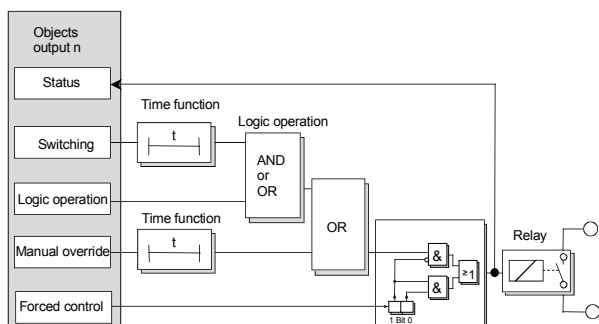 Objects
output n
Status
Time function
t
Switching
Logic operation
AND
or
OR
Logic operation
Time function
t
Manual override
OR
&
≥1
&
Relay
Forced control
1 Bit 0